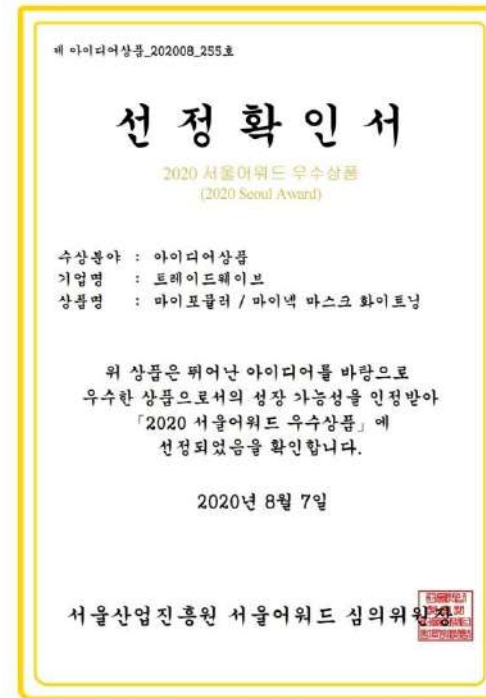 제 아이디어상품_202008_255호
선정확인서
2020 서울어워드 우수상품
(2020 Seoul Award)
수상분야 : 아이디어상품
기업명 : 트레이드웨이브
상품명 : 마이포뮬러 / 마이넥 마스크 화이트닝
위 상품은 뛰어난 아이디어를 바탕으로
우수한 상품으로서의 성장 가능성을 인정받아
「2020 서울어워드 우수상품」에
선정되었음을 확인합니다.
2020년 8월 7일
서울산업진흥원 서울어워드 심의위원장